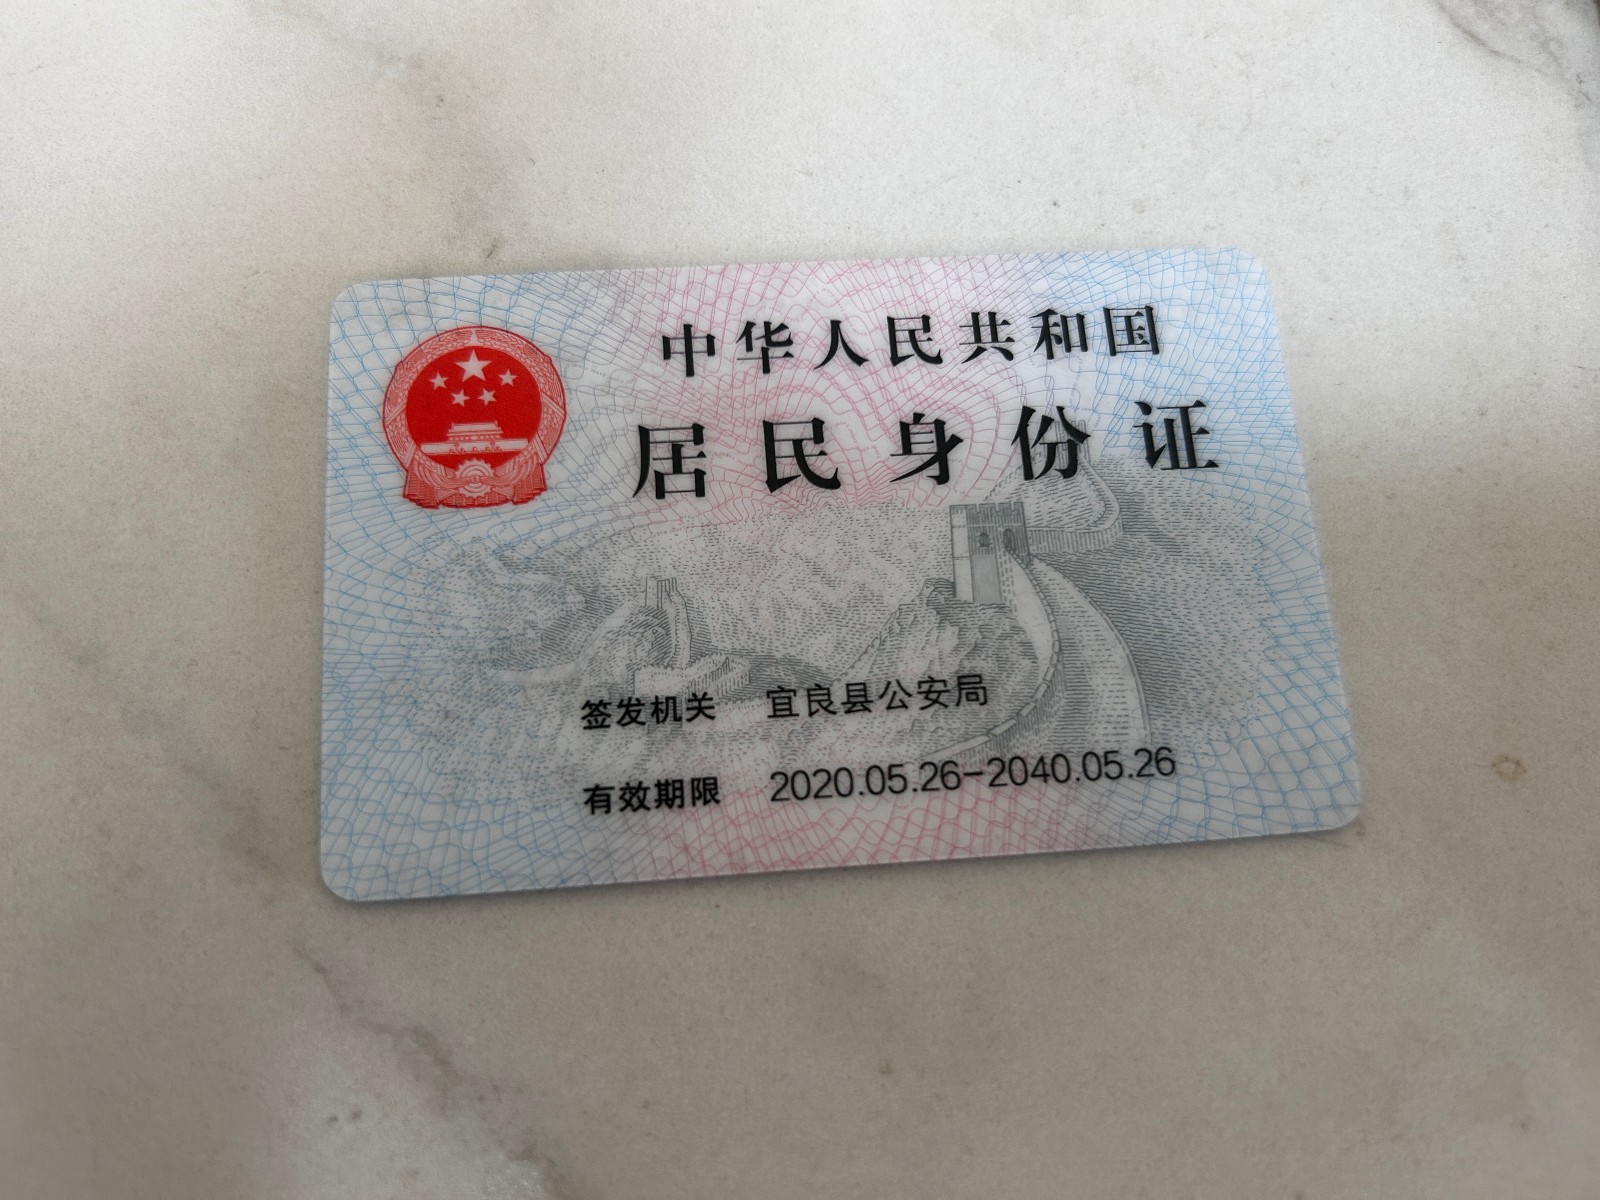 中华人民共和国
居民身份证
签发机关 宜良县公安局
有效期限 2020.05.26-2040.05.26